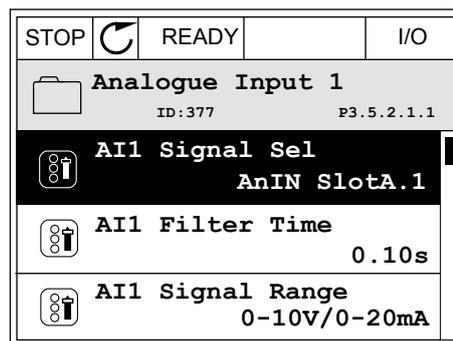 STOP READY I/O
Analogue Input 1
ID:377 P3.5.2.1.1
AI1 Signal Sel
AnIN SlotA.1
AI1 Filter Time
0.10s
AI1 Signal Range
0-10V/0-20mA